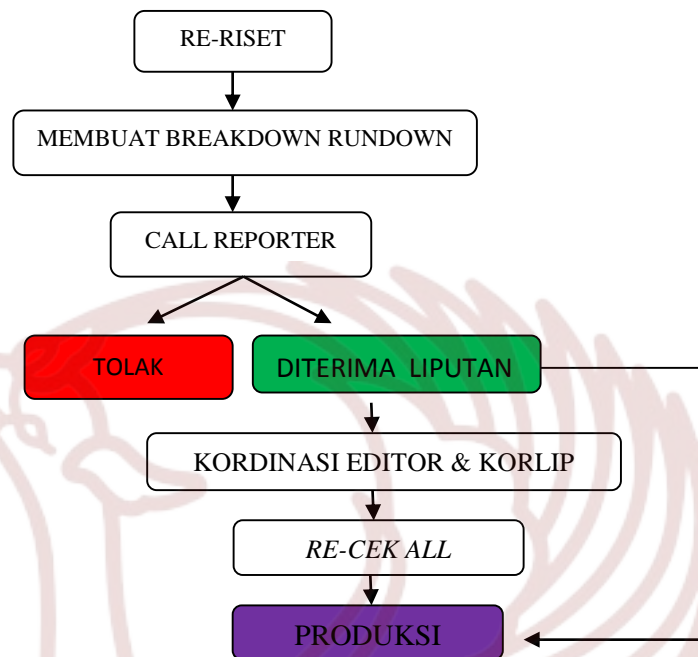 RE-RISET
MEMBUAT BREAKDOWN RUNDOWN
CALL REPORTER
TOLAK
DITERIMA LIPUTAN
KORDINASI EDITOR & KORLIP
RE-CEK ALL
PRODUKSI